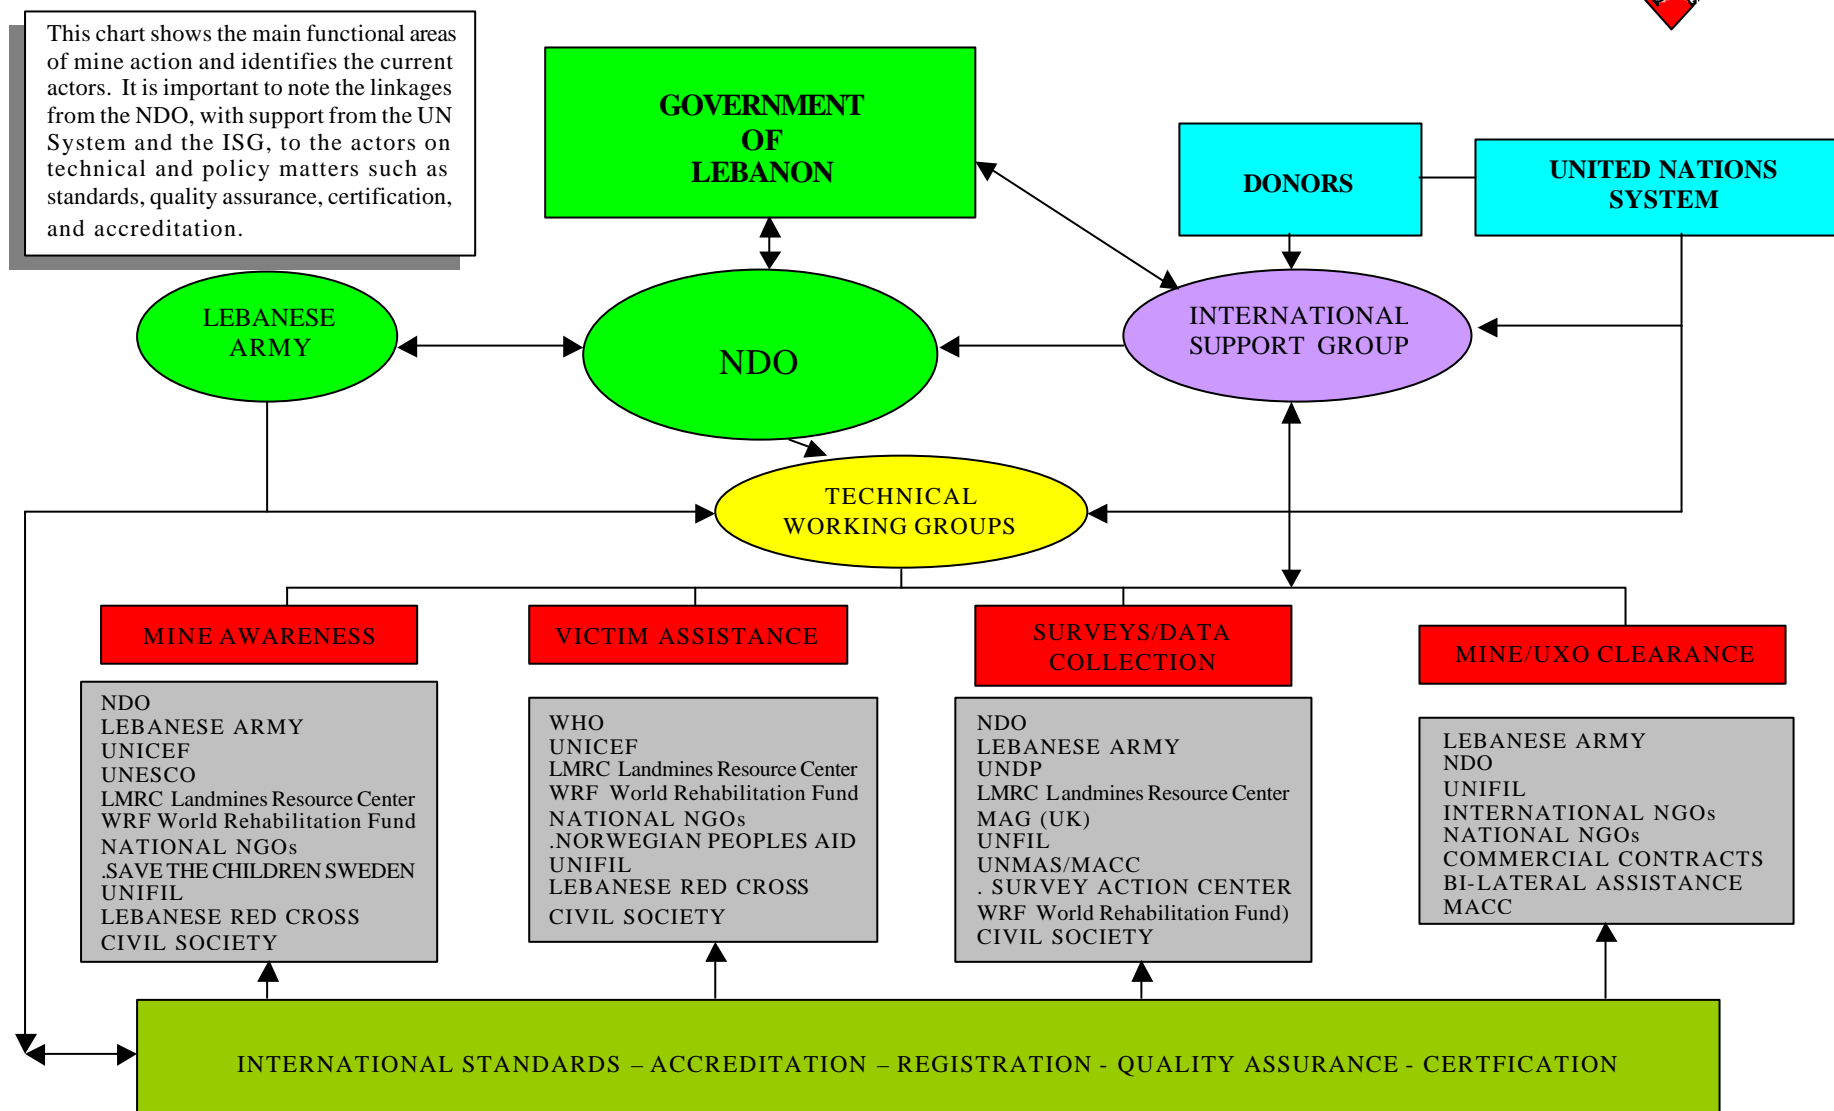 This chart shows the main functional areas
of mine action and identifies the current
actors. It is important to note the linkages
from the NDO, with support from the UN
System and the ISG, to the actors on
technical and policy matters such as
standards, quality assurance, certification,
and accreditation.
GOVERNMENT
OF
LEBANON
DONORS
UNITED NATIONS
SYSTEM
LEBANESE
ARMY
NDO
INTERNATIONAL
SUPPORT GROUP
TECHNICAL
WORKING GROUPS
MINE AWARENESS
NDO
LEBANESE ARMY
UNICEF
UNESCO
LMRC Landmines Resource Center
WRF World Rehabilitation Fund
NATIONAL NGOs
.SAVE THE CHILDREN SWEDEN
UNIFIL
LEBANESE RED CROSS
CIVIL SOCIETY
VICTIM ASSISTANCE
WHO
UNICEF
LMRC Landmines Resource Center
WRF World Rehabilitation Fund
NATIONAL NGOs
.NORWEGIAN PEOPLES AID
UNIFIL
LEBANESE RED CROSS
CIVIL SOCIETY
SURVEYS/DATA
COLLECTION
NDO
LEBANESE ARMY
UNDP
LMRC Landmines Resource Center
MAG (UK)
UNFIL
UNMAS/MACC
. SURVEY ACTION CENTER
WRF World Rehabilitation Fund)
CIVIL SOCIETY
MINE/UXO CLEARANCE
LEBANESE ARMY
NDO
UNIFIL
INTERNATIONAL NGOs
NATIONAL NGOs
COMMERCIAL CONTRACTS
BI-LATERAL ASSISTANCE
MACC
INTERNATIONAL STANDARDS – ACCREDITATION – REGISTRATION - QUALITY ASSURANCE - CERTFICATION